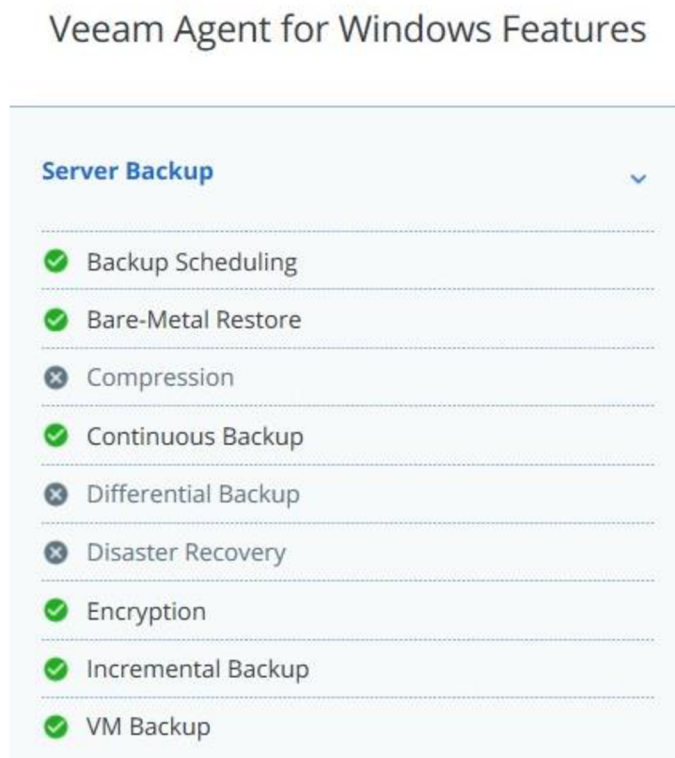 Veeam Agent for Windows Features
Server Backup
Backup Scheduling
Bare-Metal Restore
Compression
Continuous Backup
Differential Backup
Disaster Recovery
Encryption
Incremental Backup
VM Backup